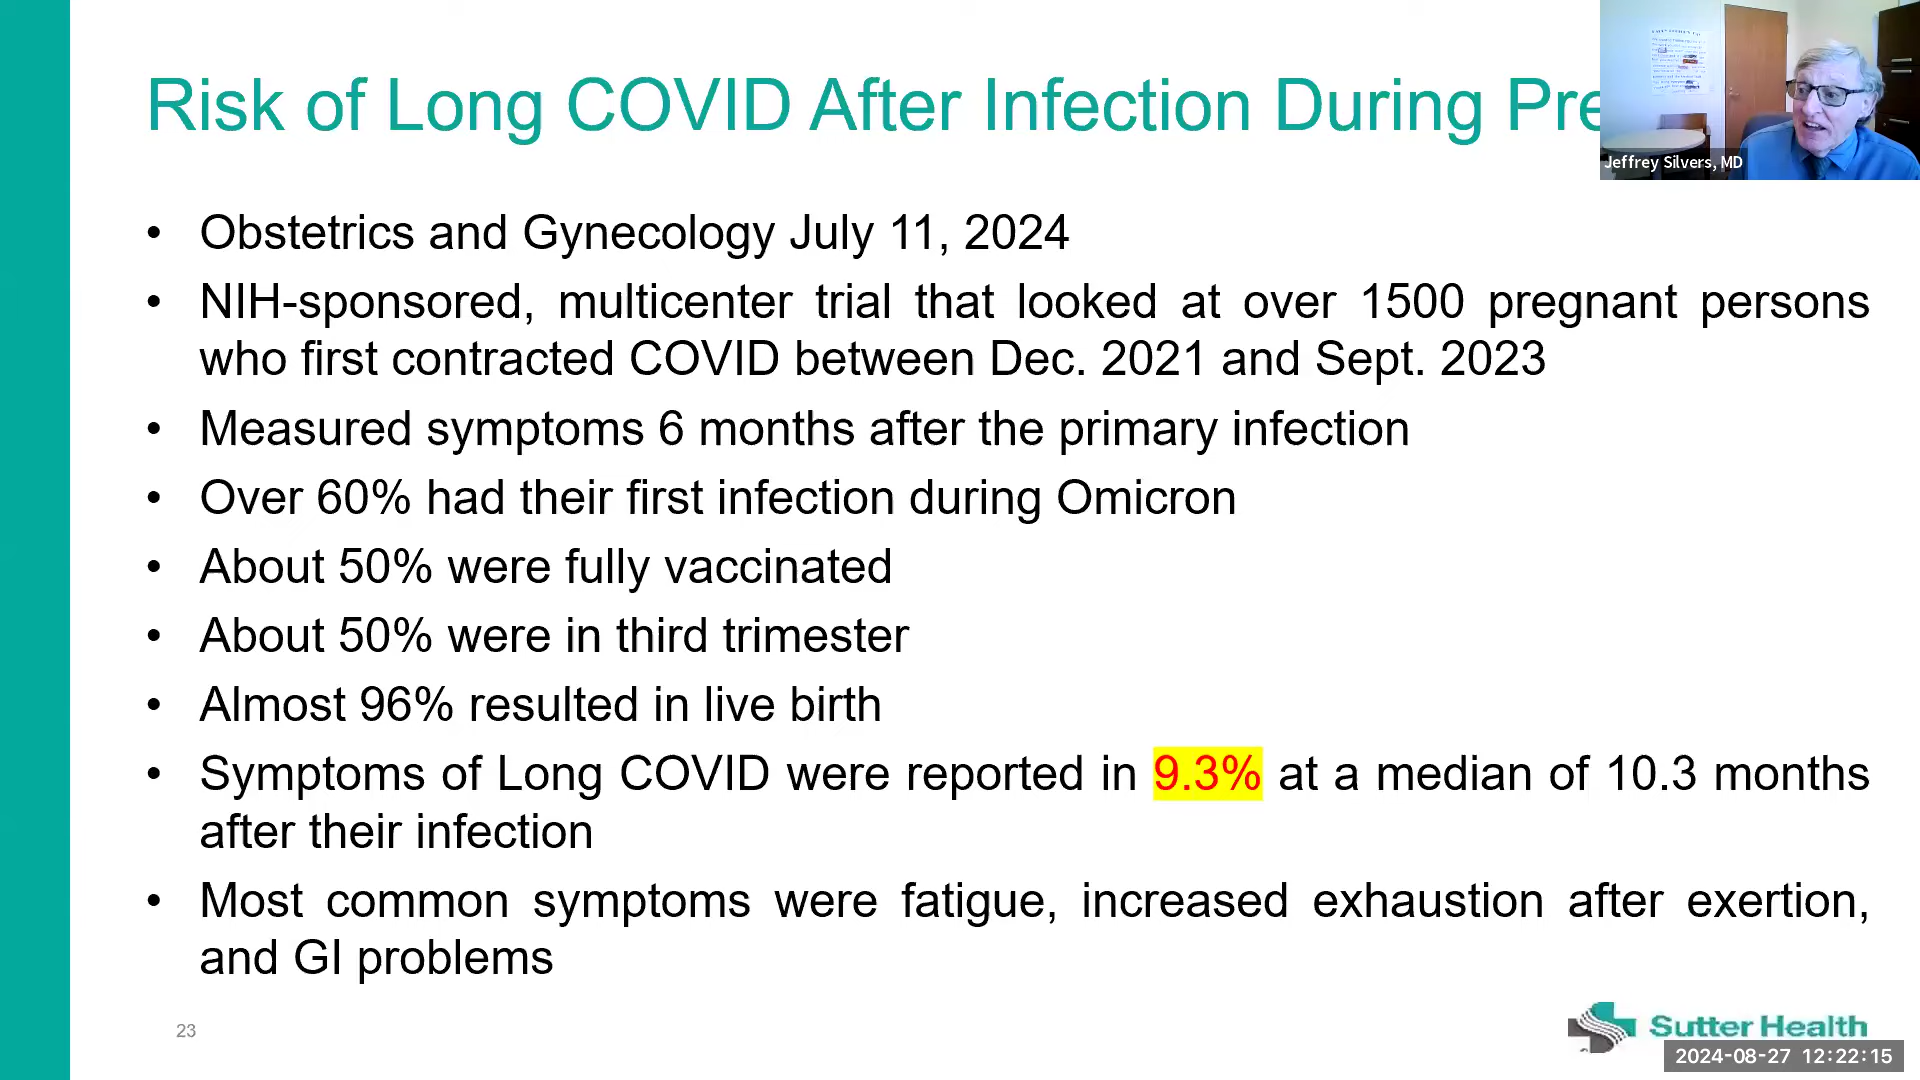 Risk of Long COVID After Infection During Pre
Jeffrey Silvers, MD
• Obstetrics and Gynecology July 11, 2024
• NIH-sponsored, multicenter trial that looked at over 1500 pregnant persons
who first contracted COVID between Dec. 2021 and Sept. 2023
• Measured symptoms 6 months after the primary infection
• Over 60% had their first infection during Omicron
• About 50% were fully vaccinated
• About 50% were in third trimester
• Almost 96% resulted in live birth
• Symptoms of Long COVID were reported in 9.3% at a median of 10.3 months
after their infection
• Most common symptoms were fatigue, increased exhaustion after exertion,
and GI problems
23
Sutter Health
2024-08-27 12:22:15